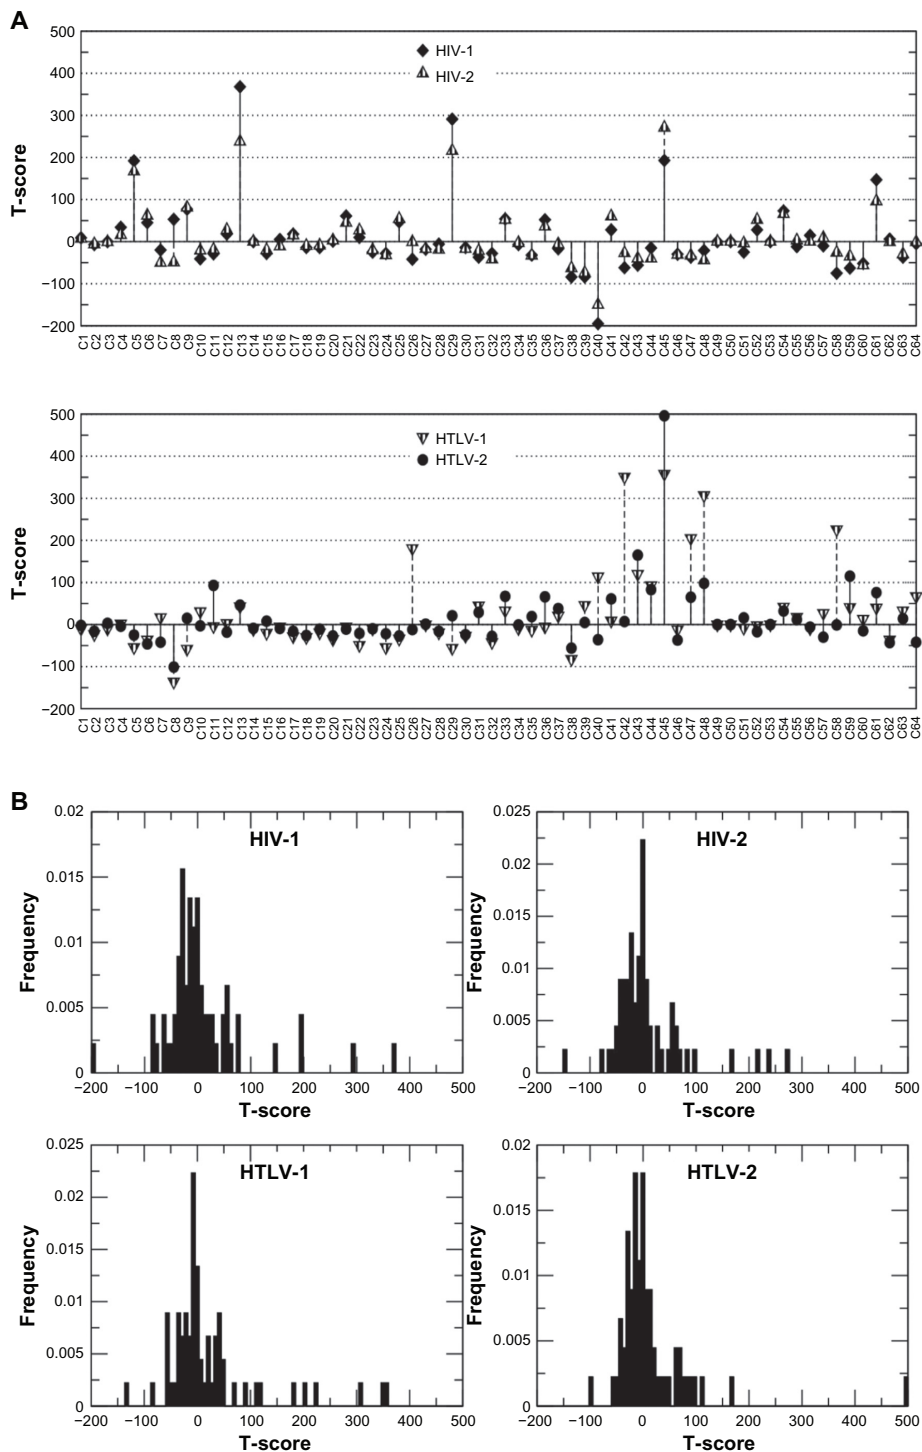 A
500
400
300
200
100
0
−100
−200
T-score
HIV-1
HIV-2
C1 C2 C3 C4 C5 C6 C7 C8 C9 C10 C11 C12 C13 C14 C15 C16 C17 C18 C19 C20 C21 C22 C23 C24 C25 C26 C27 C28 C29 C30 C31 C32 C33 C34 C35 C36 C37 C38 C39 C40 C41 C42 C43 C44 C45 C46 C47 C48 C49 C50 C51 C52 C53 C54 C55 C56 C57 C58 C59 C60 C61 C62 C63 C64
500
400
300
200
100
0
−100
−200
T-score
HTLV-1
HTLV-2
C1 C2 C3 C4 C5 C6 C7 C8 C9 C10 C11 C12 C13 C14 C15 C16 C17 C18 C19 C20 C21 C22 C23 C24 C25 C26 C27 C28 C29 C30 C31 C32 C33 C34 C35 C36 C37 C38 C39 C40 C41 C42 C43 C44 C45 C46 C47 C48 C49 C50 C51 C52 C53 C54 C55 C56 C57 C58 C59 C60 C61 C62 C63 C64
B
0.02
0.015
0.01
0.005
0
Frequency
HIV-1
−200 −100 0 100 200 300 400 500
T-score
0.025
0.02
0.015
0.01
0.005
0
Frequency
HIV-2
−200 −100 0 100 200 300 400 500
T-score
0.025
0.02
0.015
0.01
0.005
0
Frequency
HTLV-1
−200 −100 0 100 200 300 400 500
T-score
0.02
0.015
0.01
0.005
0
Frequency
HTLV-2
−200 −100 0 100 200 300 400 500
T-score